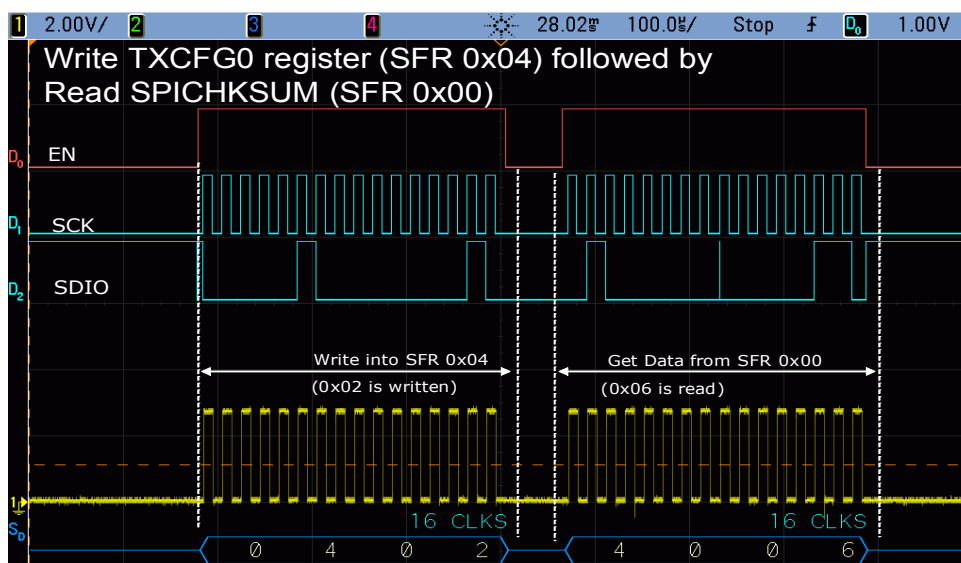 1 2.00V/ 2 3 4 28.02ms 100.0us/ Stop D0 1.00V
Write TXCFG0 register (SFR 0x04) followed by
Read SPICHKSUM (SFR 0x00)
D0 EN
D1 SCK
D2 SDIO
Write into SFR 0x04 Get Data from SFR 0x00
(0x02 is written) (0x06 is read)
1
16 CLKS 16 CLKS
SD
0 4 0 2 4 0 0 6